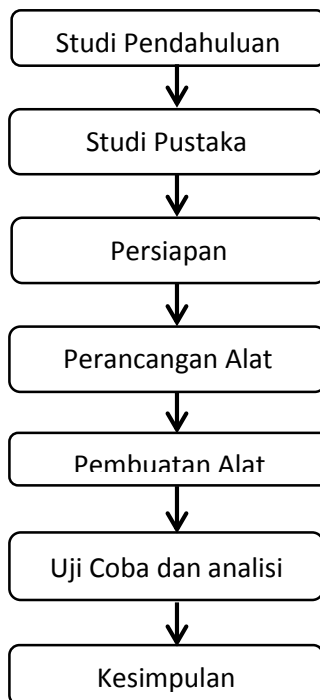 Studi Pendahuluan
Studi Pustaka
Persiapan
Perancangan Alat
Pembuatan Alat
Uji Coba dan analisi
Kesimpulan